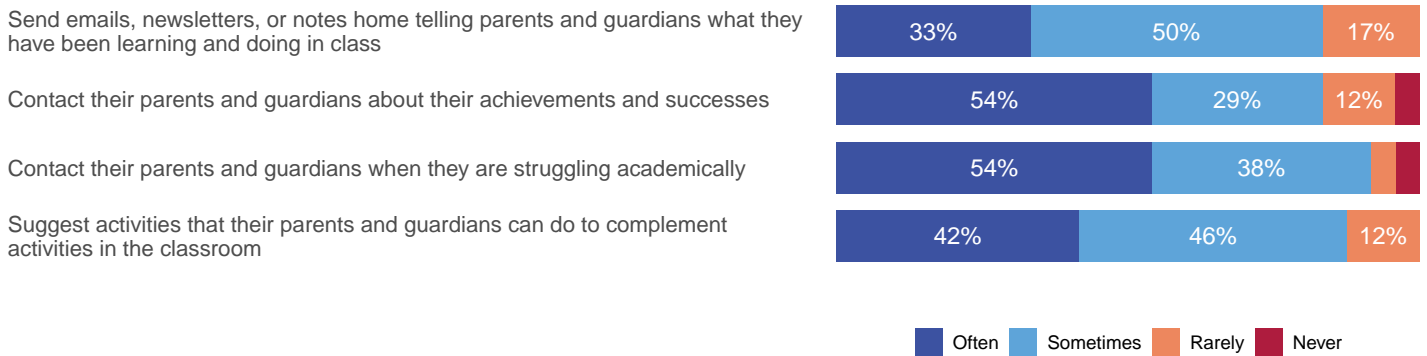 Send emails, newsletters, or notes home telling parents and guardians what they
have been learning and doing in class
33% 50% 17%
Contact their parents and guardians about their achievements and successes
54% 29% 12%
Contact their parents and guardians when they are struggling academically
54% 38%
Suggest activities that their parents and guardians can do to complement
activities in the classroom
42% 46% 12%
Often Sometimes Rarely Never